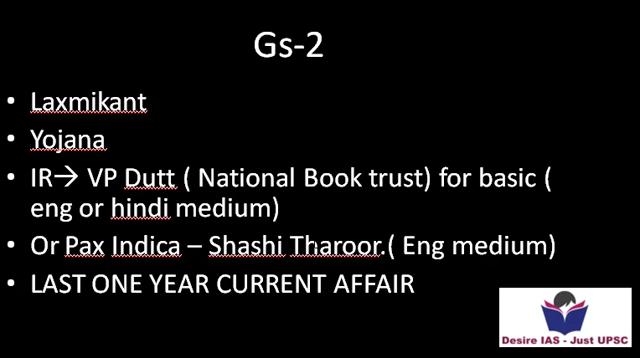 Gs-2
• Laxmikant
• Yojana
• IR→ VP Dutt ( National Book trust) for basic (
eng or hindi medium)
• Or Pax Indica – Shashi Tharoor.( Eng medium)
• LAST ONE YEAR CURRENT AFFAIR
Desire IAS - Just UPSC